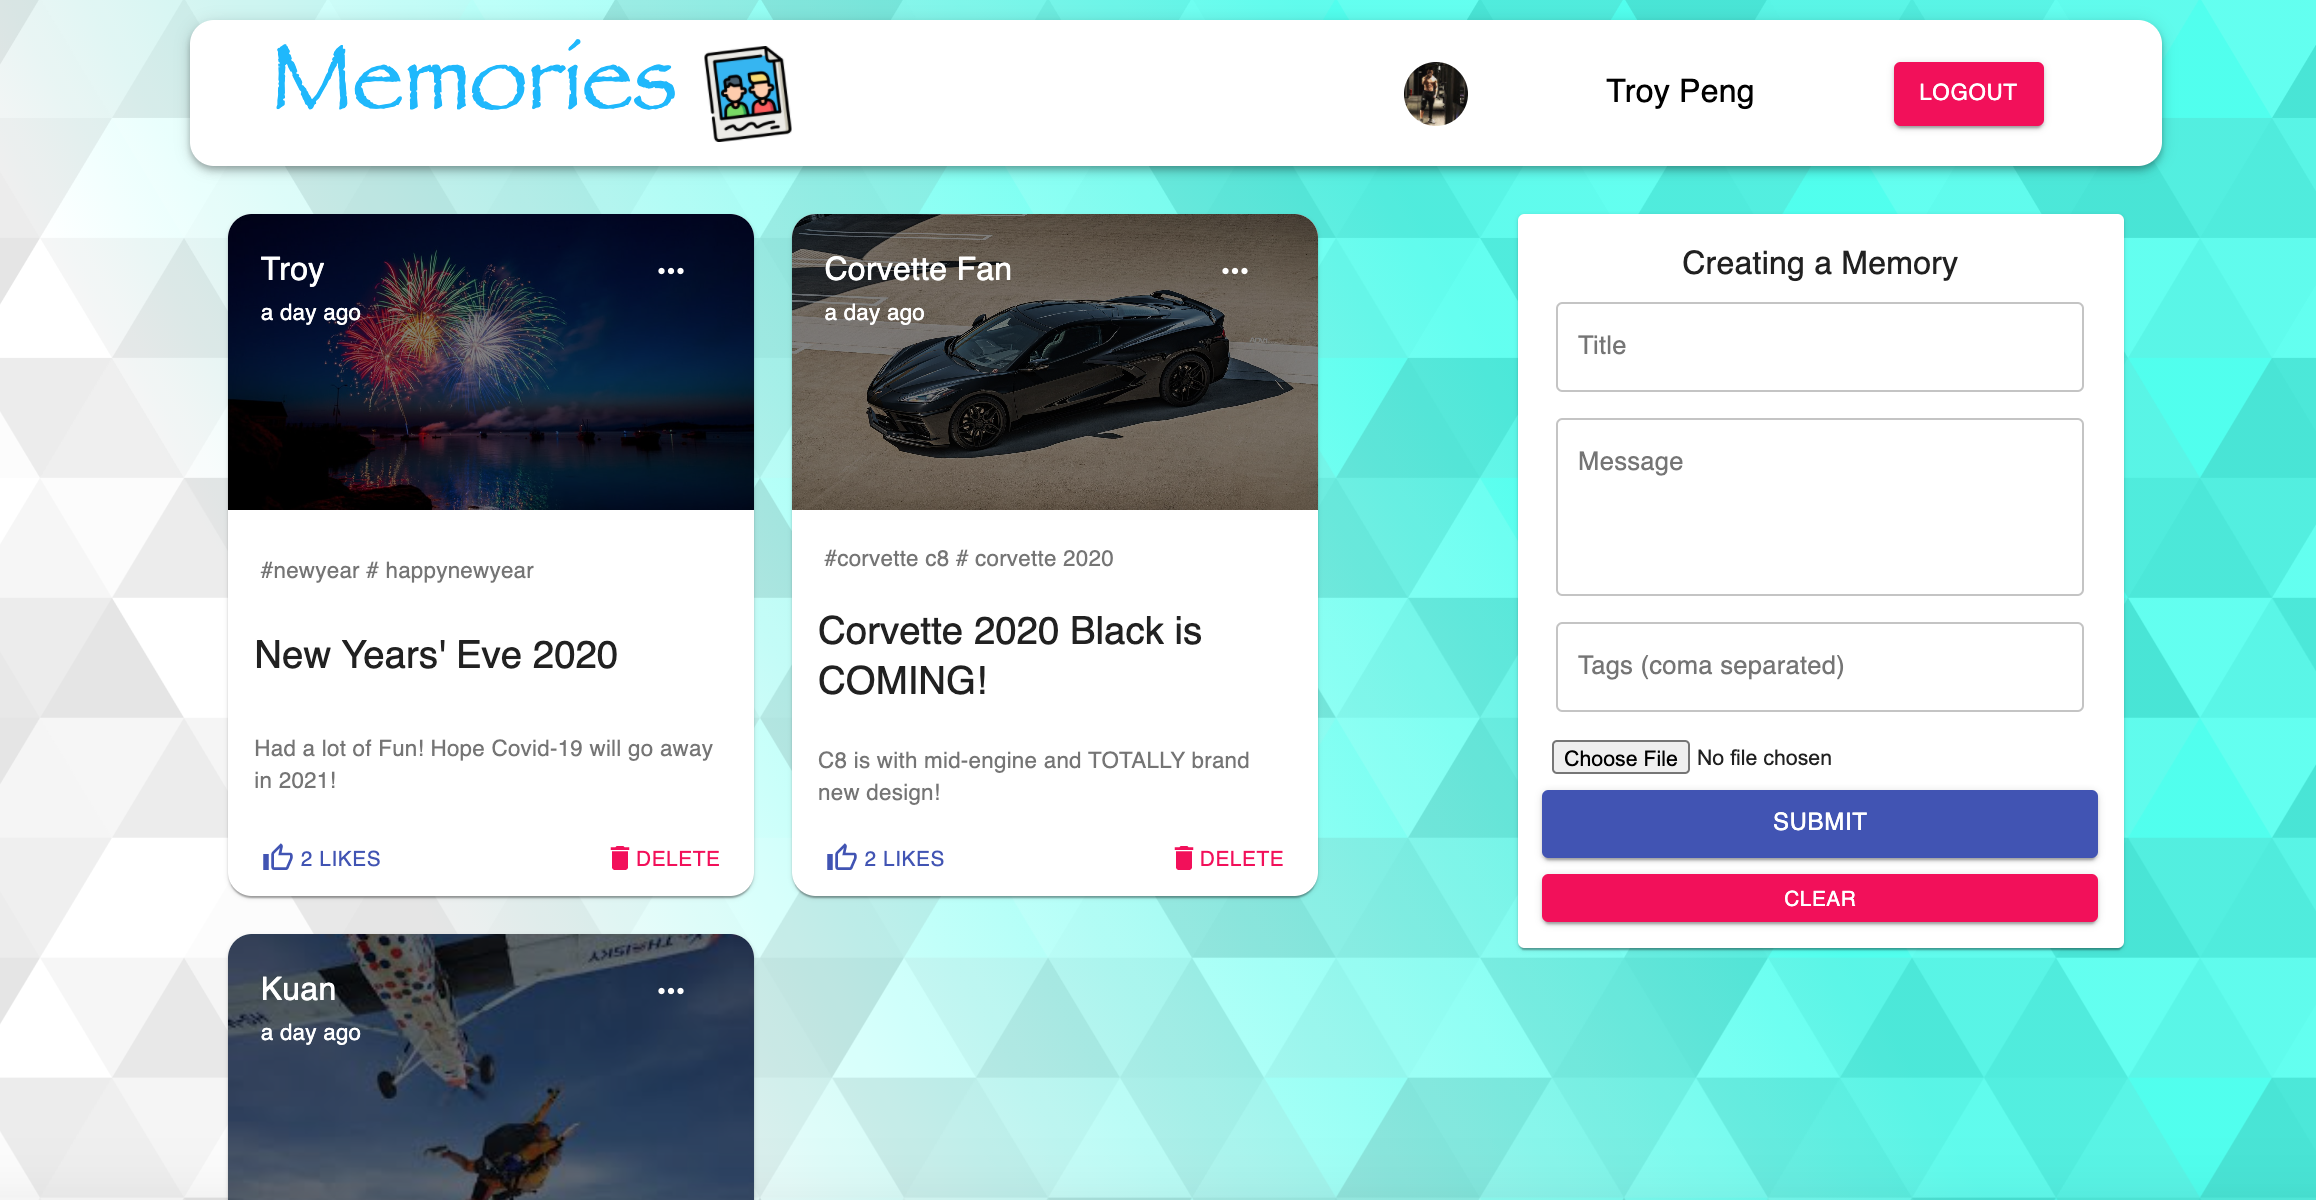 Memories
Troy Peng
LOGOUT
Troy
a day ago
#newyear # happynewyear
New Years' Eve 2020
Had a lot of Fun! Hope Covid-19 will go away
in 2021!
2 LIKES
DELETE
Corvette Fan
a day ago
#corvette c8 # corvette 2020
Corvette 2020 Black is
COMING!
C8 is with mid-engine and TOTALLY brand
new design!
2 LIKES
DELETE
Kuan
a day ago
Creating a Memory
Title
Message
Tags (coma separated)
Choose File No file chosen
SUBMIT
CLEAR